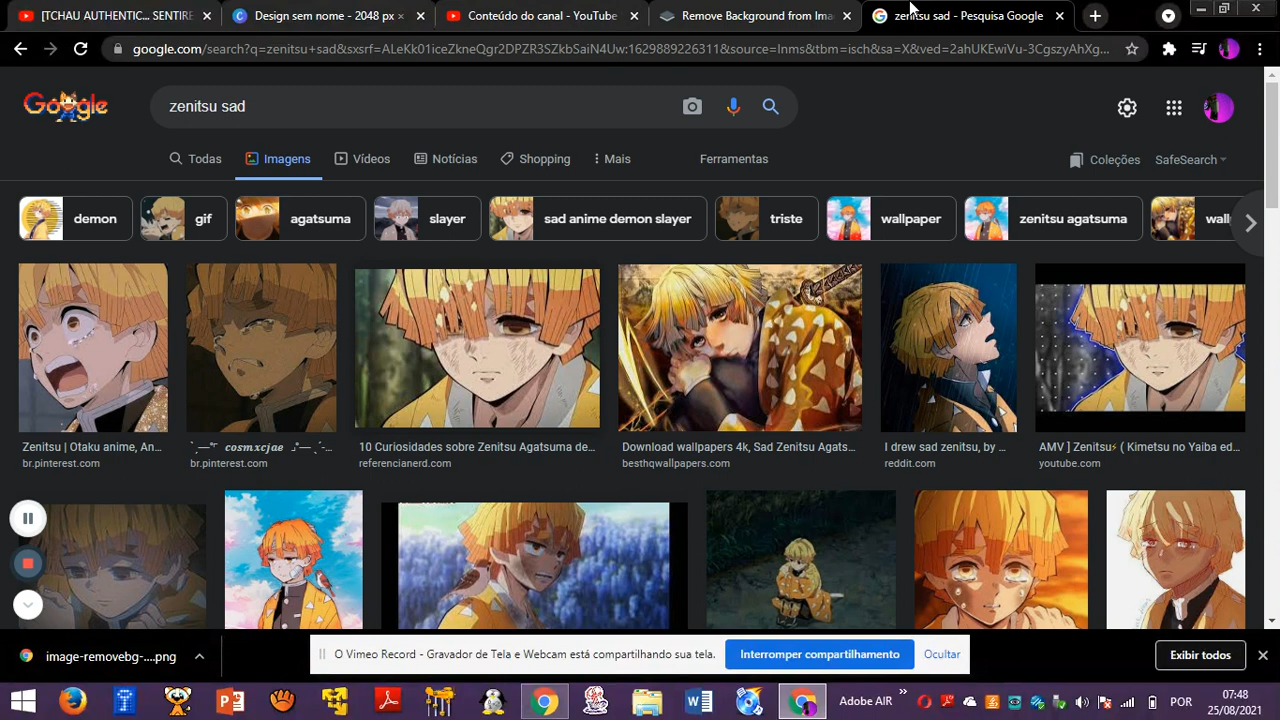 [TCHAU AUTHENTIC... SENTIRE
Design sem nome - 2048 px
Conteúdo do canal - YouTube
Remove Background from Ima
zenitsu sad - Pesquisa Google
google.com/search?q=zenitsu+sad&sxsrf=ALeKk01iceZkneQgr2DPZR3SZkbSaiN4Uw:1629889226311&source=lnms&tbm=isch&sa=X&ved=2ahUKEwiVu-3CgszyAhXg...
Google
zenitsu sad
Todas
Imagens
Vídeos
Notícias
Shopping
Mais
Ferramentas
Coleções
SafeSearch
demon
gif
agatsuma
slayer
sad anime demon slayer
triste
wallpaper
zenitsu agatsuma
wall
Zenitsu | Otaku anime, An...
br.pinterest.com
𝒄𝒐𝒔𝒎𝒙𝒄𝒋𝒂𝒆
br.pinterest.com
10 Curiosidades sobre Zenitsu Agatsuma de...
referencianerd.com
Download wallpapers 4k, Sad Zenitsu Agats...
besthqwallpapers.com
I drew sad zenitsu, by ...
reddit.com
AMV ] Zenitsu⚡ ( Kimetsu no Yaiba ed...
youtube.com
image-removebg-....png
O Vimeo Record - Gravador de Tela e Webcam está compartilhando sua tela.
Interromper compartilhamento
Ocultar
Exibir todos
Adobe AIR
POR
07:48
25/08/2021